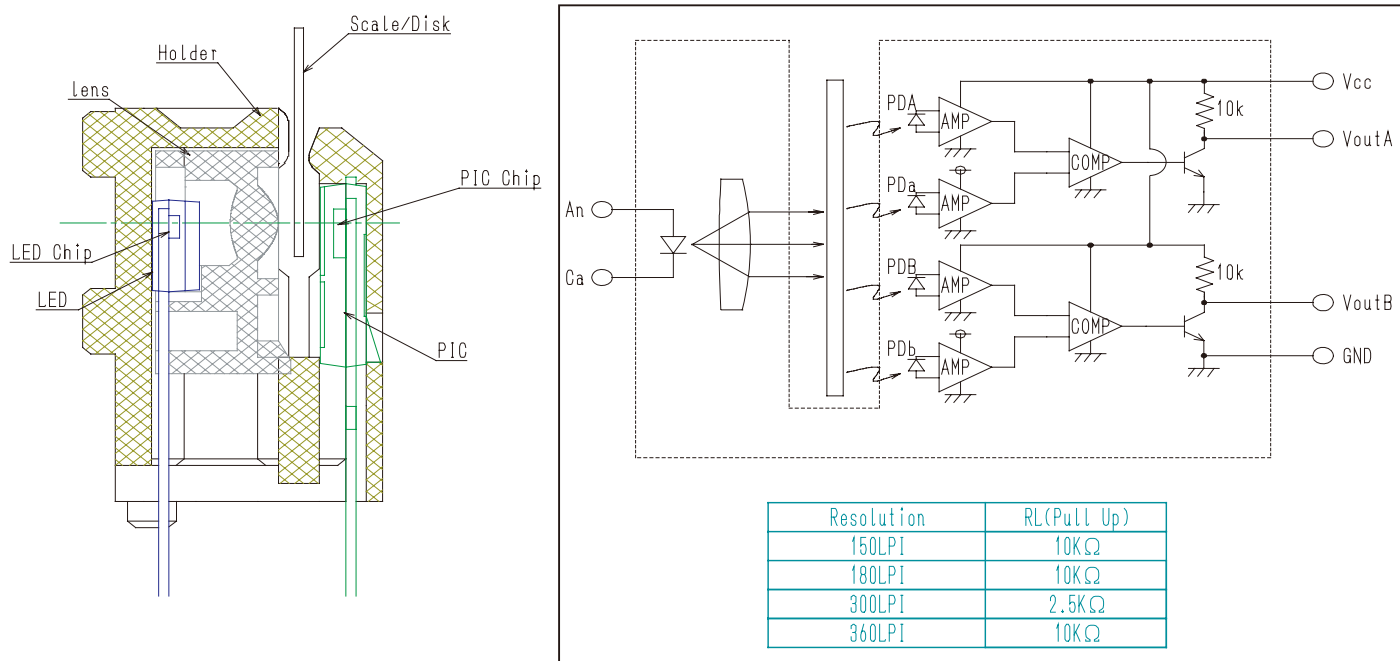 Scale/Disk
Holder
lens
PIC Chip
LED Chip
LED
PIC
An
Ca
PDA
AMP
PDa
AMP
COMP
10k
Vcc
VoutA
PDB
AMP
PDb
AMP
COMP
10k
VoutB
GND
Resolution RL(Pull Up)
150LPI 10KΩ
180LPI 10KΩ
300LPI 2.5KΩ
360LPI 10KΩ